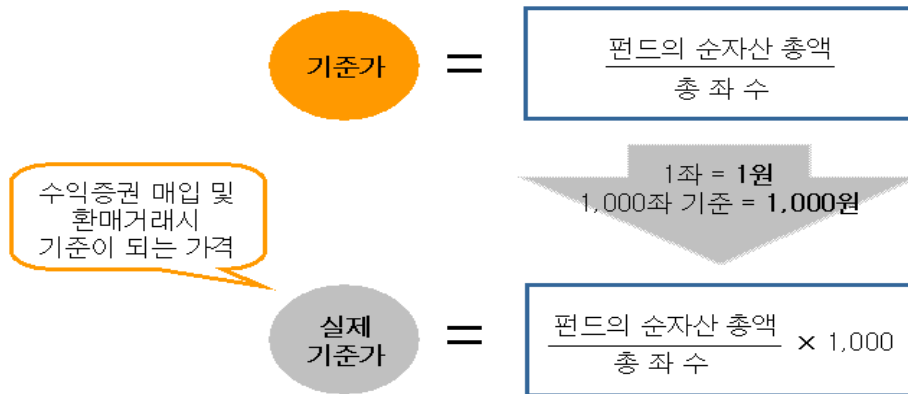 기준가 = 펀드의 순자산 총액
총 좌 수
1좌 = 1원
1,000좌 기준 = 1,000원
수익증권 매입 및
환매거래시
기준이 되는 가격
실제
기준가 = 펀드의 순자산 총액
총 좌 수 × 1,000